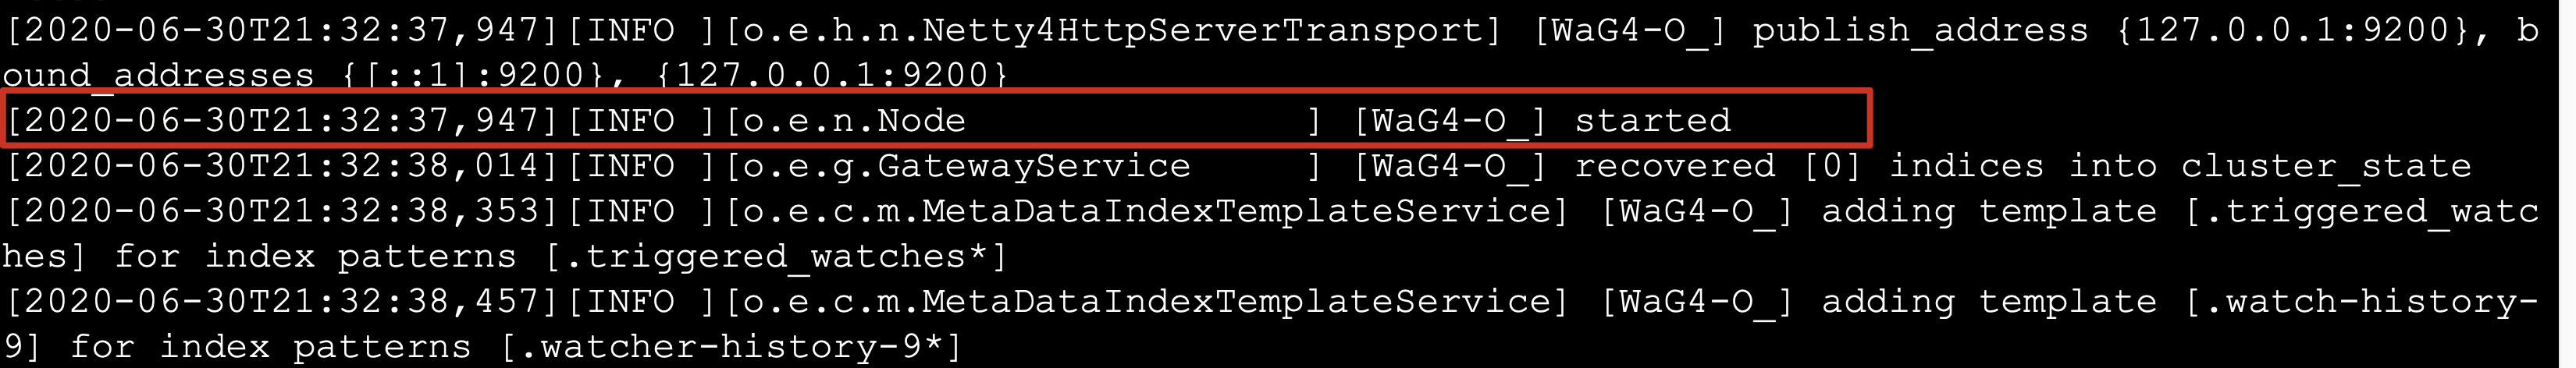 [2020-06-30T21:32:37,947][INFO ][o.e.h.n.Netty4HttpServerTransport] [WaG4-O_] publish_address {127.0.0.1:9200}, b
ound_addresses {[::1]:9200}, {127.0.0.1:9200}
[2020-06-30T21:32:37,947][INFO ][o.e.n.Node               ] [WaG4-O_] started
[2020-06-30T21:32:38,014][INFO ][o.e.g.GatewayService     ] [WaG4-O_] recovered [0] indices into cluster_state
[2020-06-30T21:32:38,353][INFO ][o.e.c.m.MetaDataIndexTemplateService] [WaG4-O_] adding template [.triggered_watc
hes] for index patterns [.triggered_watches*]
[2020-06-30T21:32:38,457][INFO ][o.e.c.m.MetaDataIndexTemplateService] [WaG4-O_] adding template [.watch-history-
9] for index patterns [.watcher-history-9*]